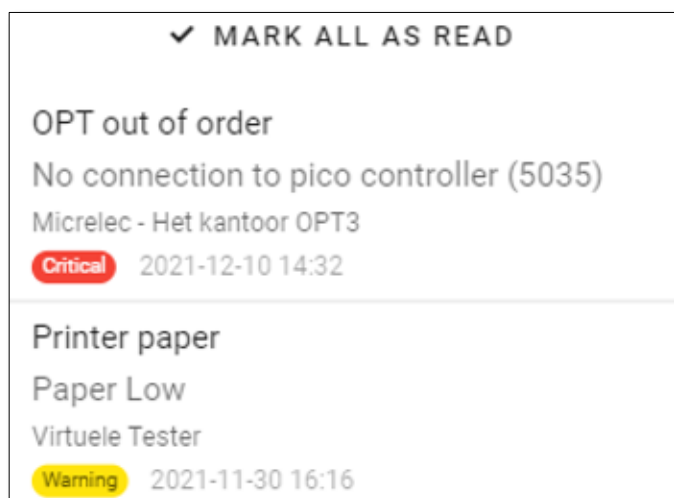 MARK ALL AS READ
OPT out of order
No connection to pico controller (5035)
Micrelec - Het kantoor OPT3
Critical 2021-12-10 14:32
Printer paper
Paper Low
Virtuele Tester
Warning 2021-11-30 16:16